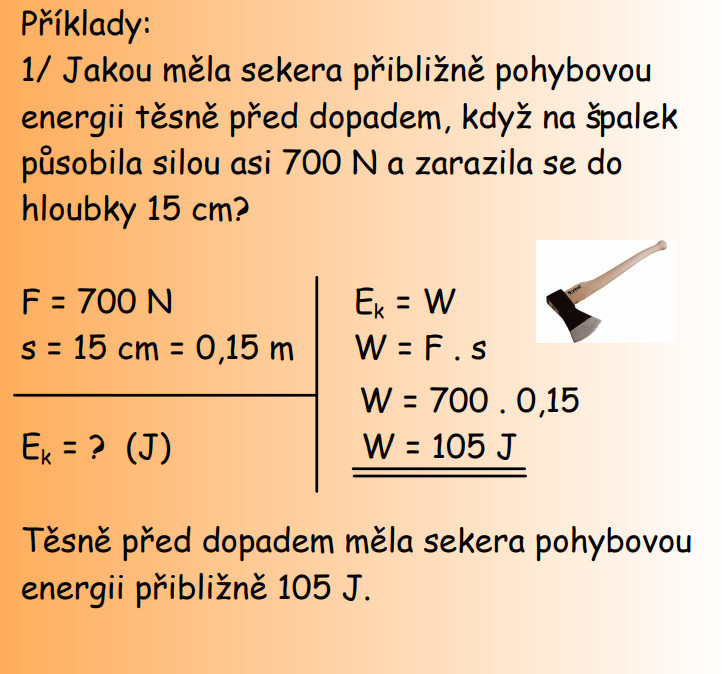 Příklady:
1/ Jakou měla sekera přibližně pohybovou
energii těsně před dopadem, když na špalek
působila silou asi 700 N a zarazila se do
hloubky 15 cm?
F = 700 N
s = 15 cm = 0,15 m
Eₖ = ? (J)
Eₖ = W
W = F . s
W = 700 . 0,15
W = 105 J
Těsně před dopadem měla sekera pohybovou
energii přibližně 105 J.